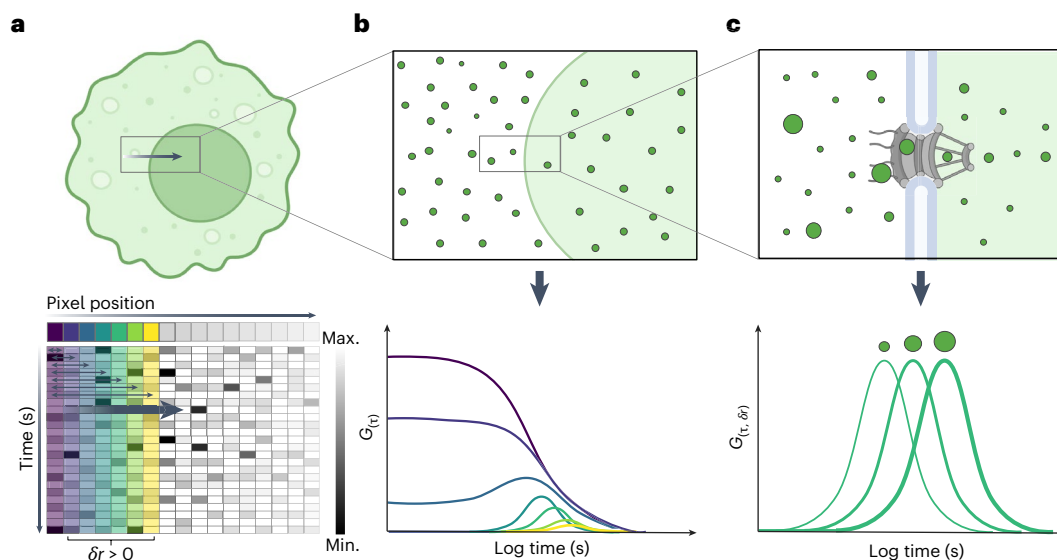 a
b
c
Pixel position
Max.
Time (s)
Min.
δr > 0
G(τ)
Log time (s)
G(τ, δr)
Log time (s)